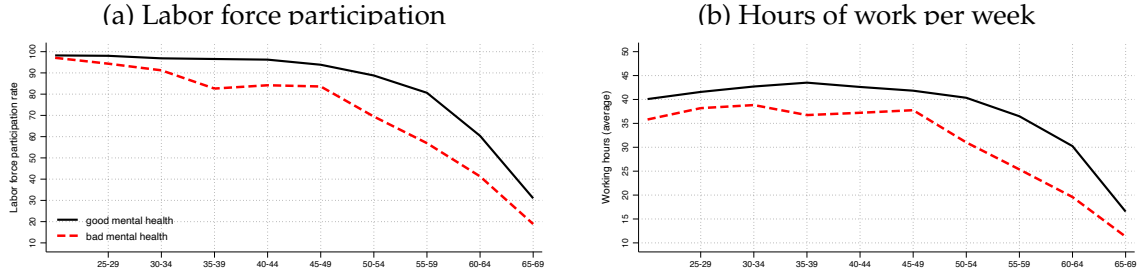 (a) Labor force participation
Labor force participation rate
100
90
80
70
60
50
40
30
20
10
good mental health
bad mental health
25-29 30-34 35-39 40-44 45-49 50-54 55-59 60-64 65-69
(b) Hours of work per week
Working hours (average)
50
45
40
35
30
25
20
15
10
25-29 30-34 35-39 40-44 45-49 50-54 55-59 60-64 65-69